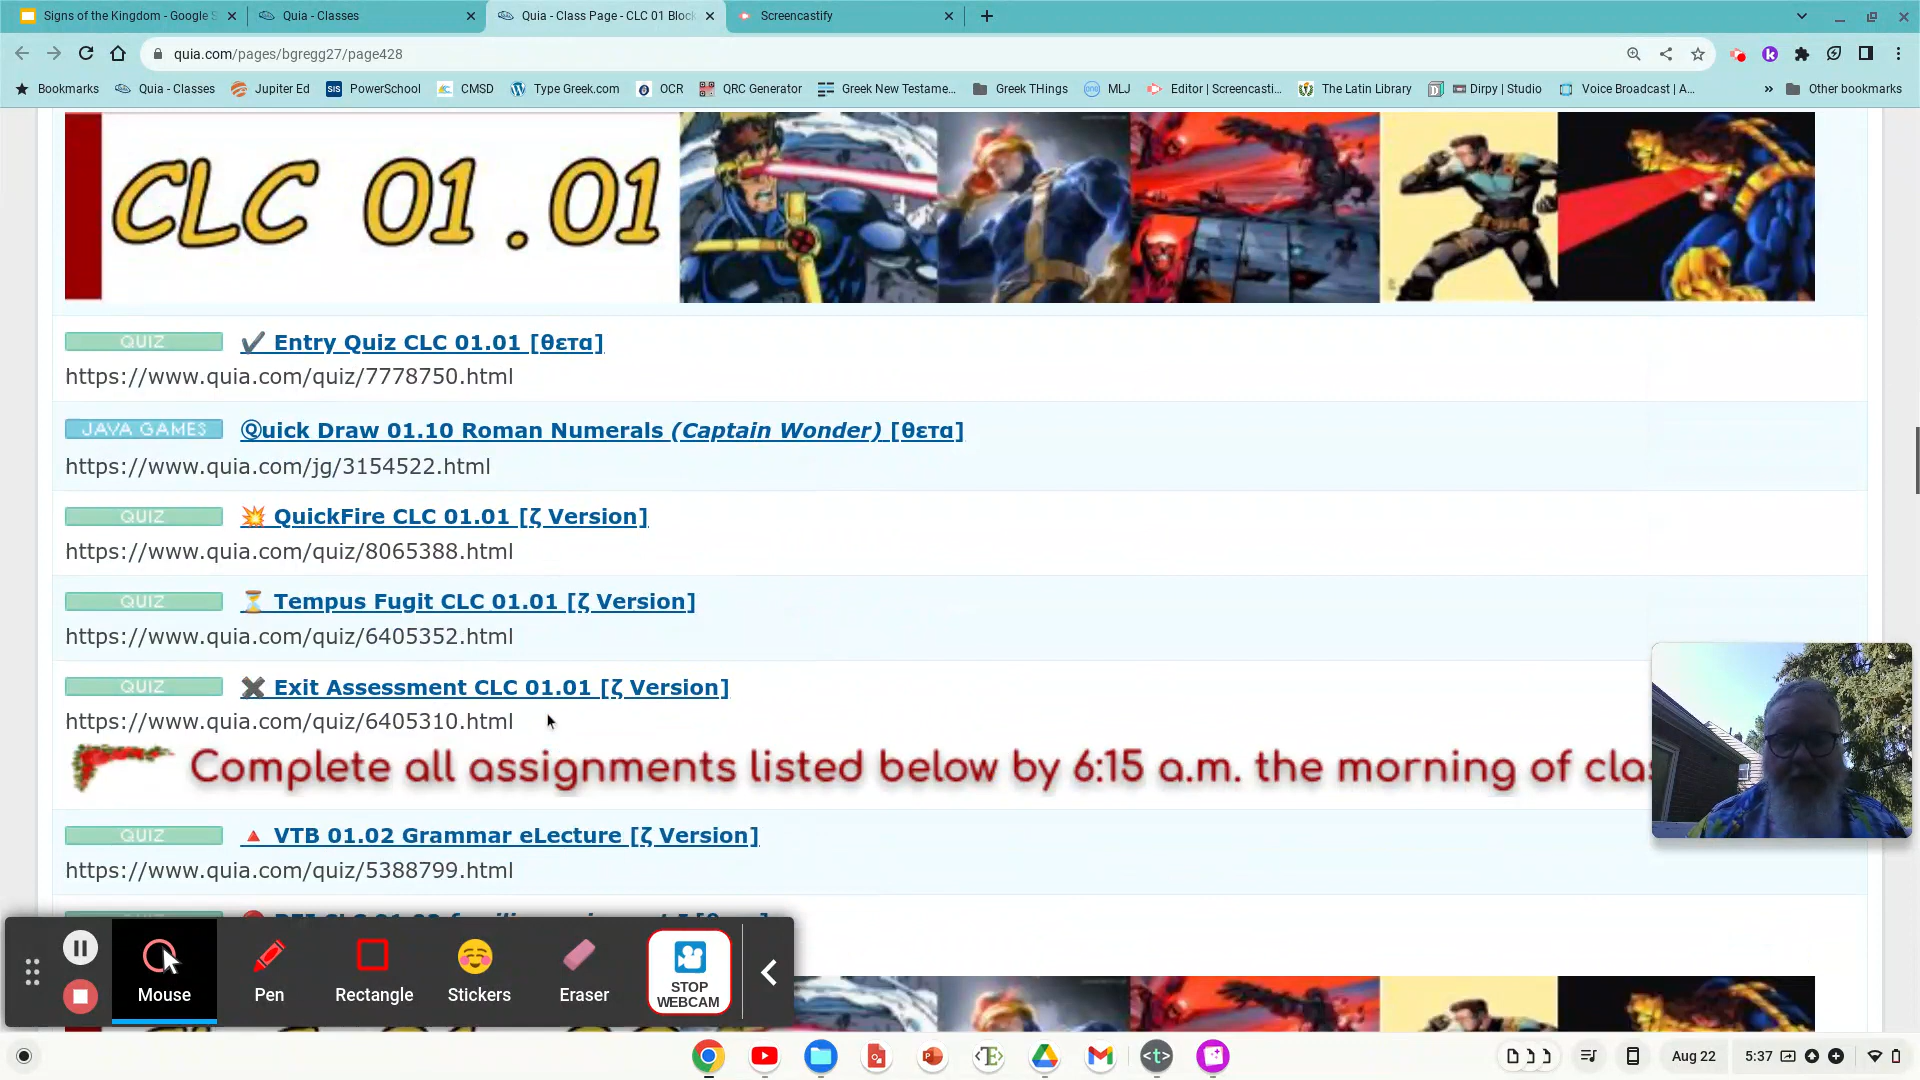 Signs of the Kingdom - Google S
Quia - Classes
Quia - Class Page - CLC 01 Block
Screencastify
quia.com/pages/bgregg27/page428
Bookmarks
Quia - Classes
Jupiter Ed
SIS
PowerSchool
CMSD
Type Greek.com
OCR
QRC Generator
Greek New Testame...
Greek THings
MLJ
Editor | Screencasti...
The Latin Library
Dirpy | Studio
Voice Broadcast | A...
»
Other bookmarks
CLC 01.01
QUIZ ✔ Entry Quiz CLC 01.01 [θετα]
https://www.quia.com/quiz/7778750.html
JAVA GAMES Ⓠuick Draw 01.10 Roman Numerals (Captain Wonder) [θετα]
https://www.quia.com/jg/3154522.html
QUIZ 💥 QuickFire CLC 01.01 [ζ Version]
https://www.quia.com/quiz/8065388.html
QUIZ ⏳ Tempus Fugit CLC 01.01 [ζ Version]
https://www.quia.com/quiz/6405352.html
QUIZ ✖ Exit Assessment CLC 01.01 [ζ Version]
https://www.quia.com/quiz/6405310.html
Complete all assignments listed below by 6:15 a.m. the morning of clas
QUIZ 🔺 VTB 01.02 Grammar eLecture [ζ Version]
https://www.quia.com/quiz/5388799.html
Mouse
Pen
Rectangle
Stickers
Eraser
STOP
WEBCAM
Aug 22
5:37